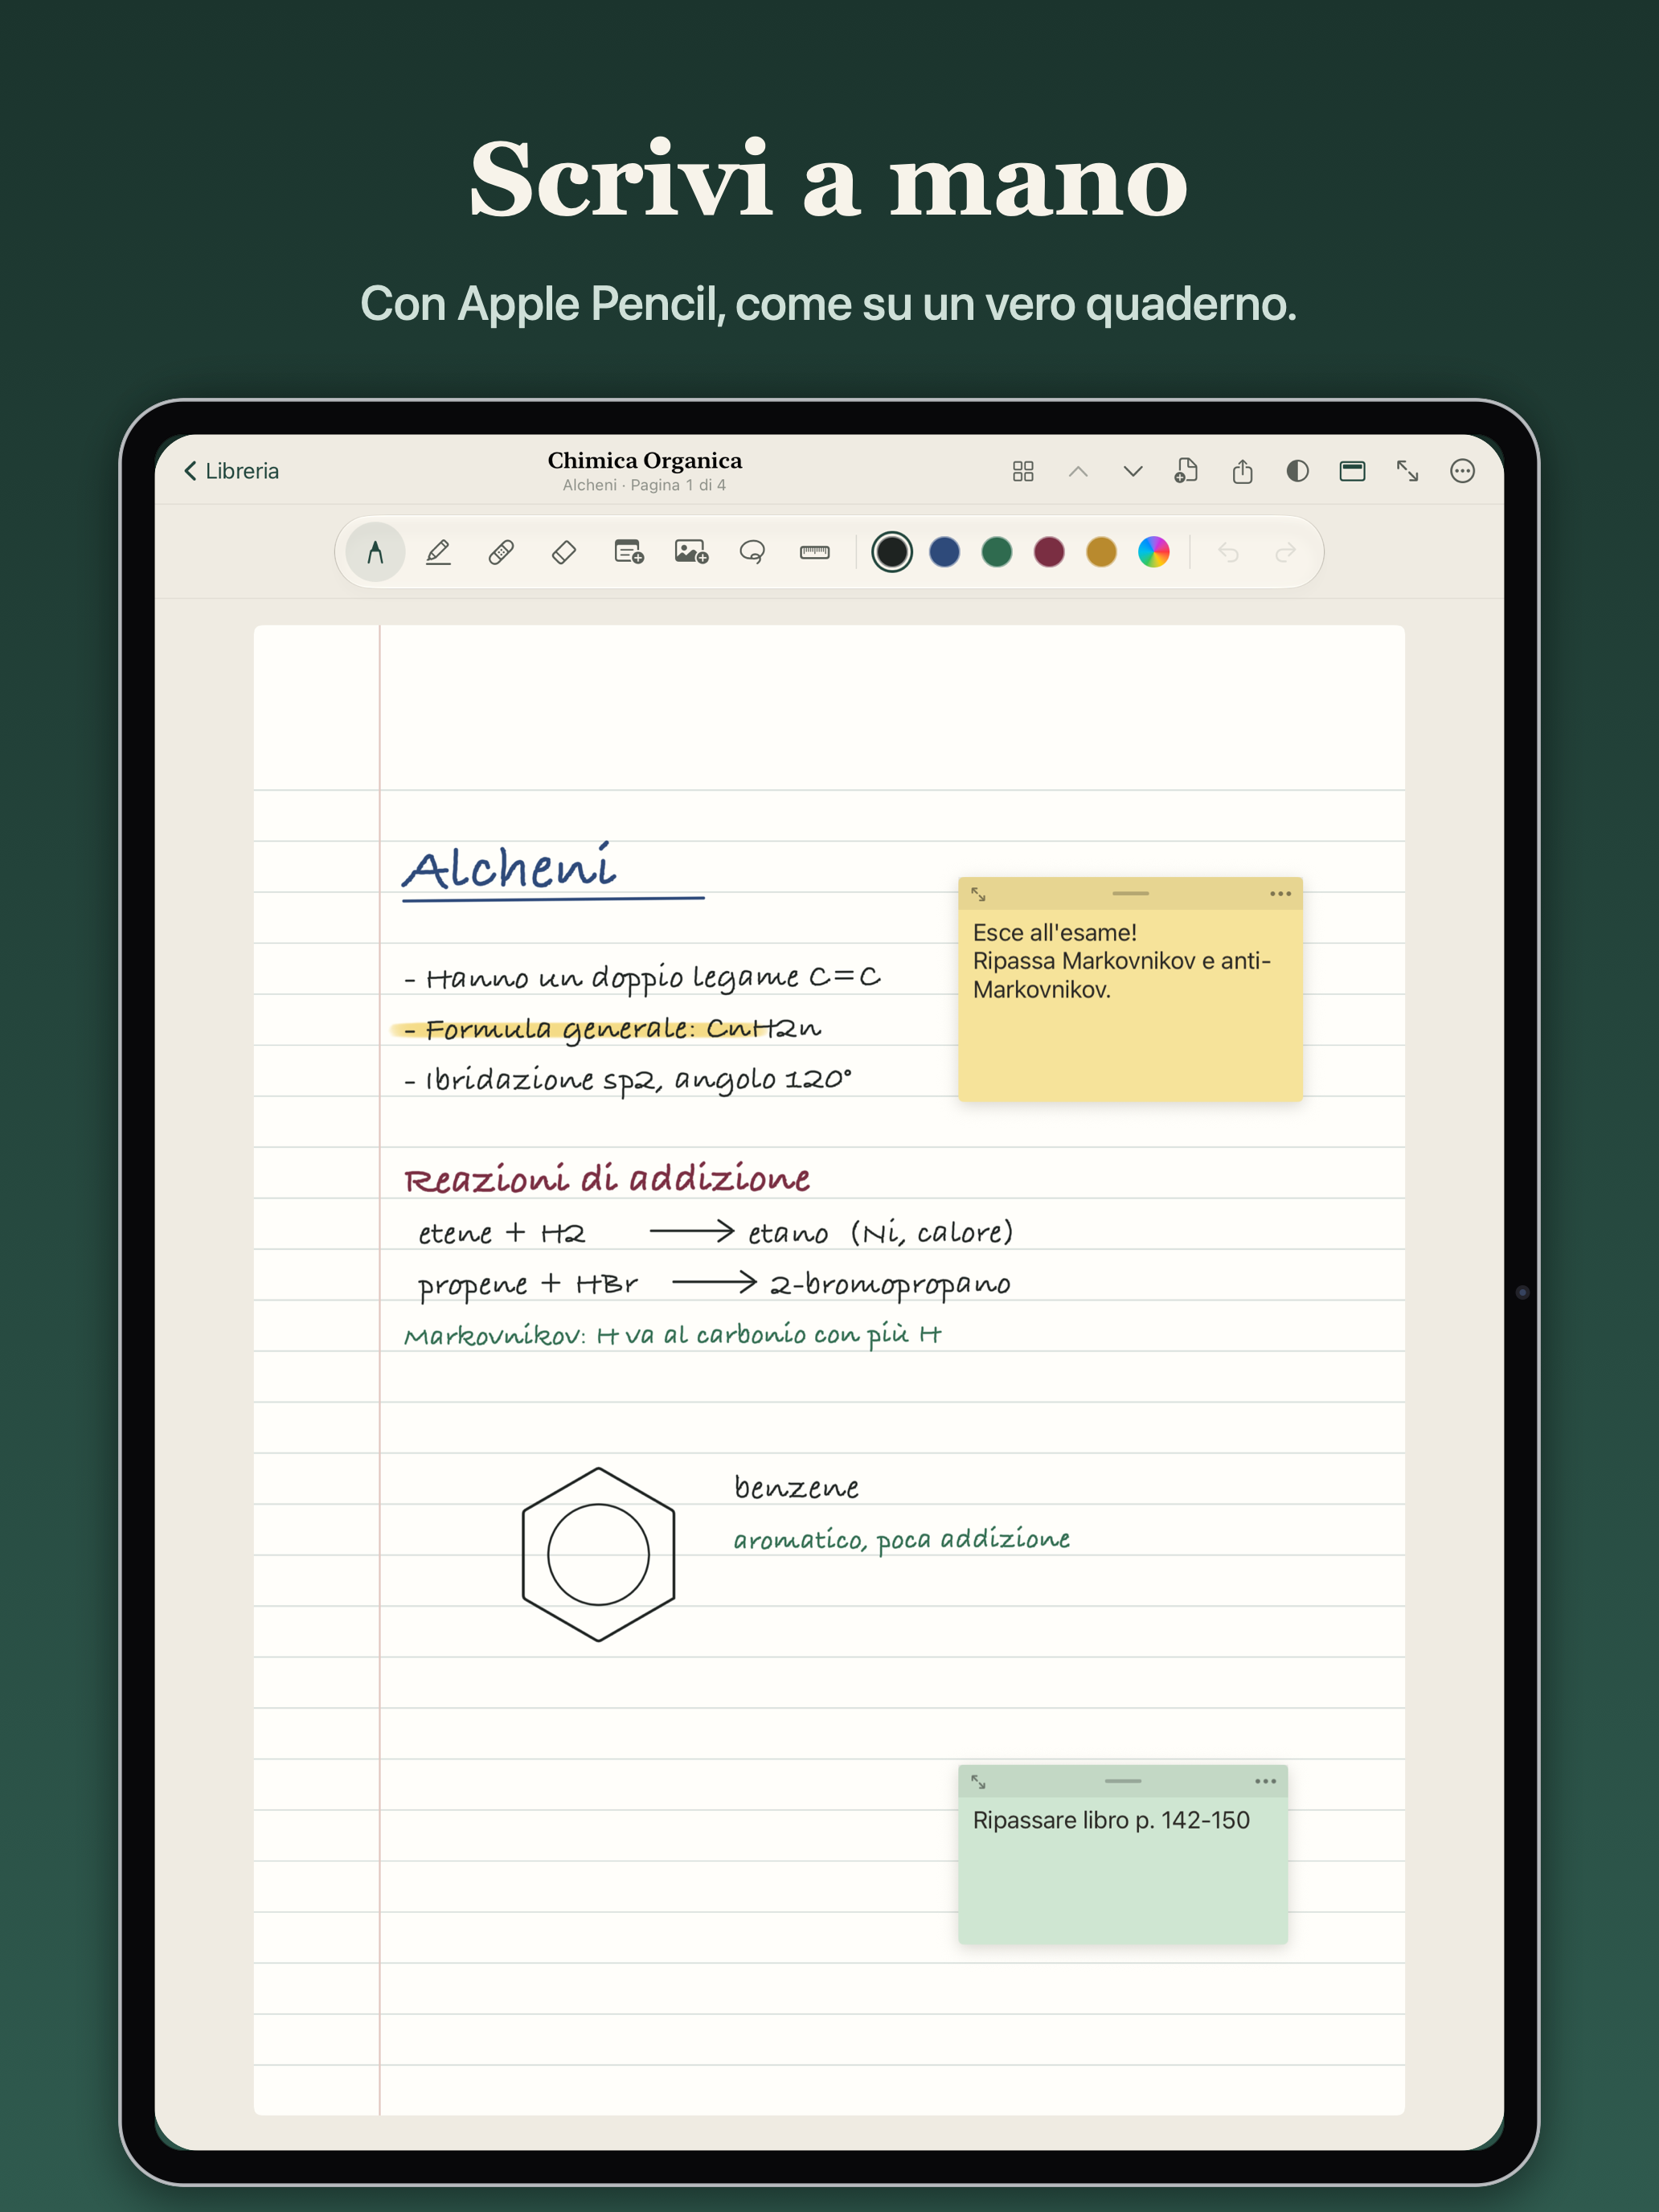 Scrivi a mano
Con Apple Pencil, come su un vero quaderno.
Libreria
Chimica Organica
Alcheni · Pagina 1 di 4
Alcheni
- Hanno un doppio legame C=C
- Formula generale: CnH2n
- Ibridazione sp2, angolo 120°
Esce all'esame!
Ripassa Markovnikov e anti-
Markovnikov.
Reazioni di addizione
etene + H2 → etano (Ni, calore)
propene + HBr → 2-bromopropano
Markovnikov: H va al carbonio con più H
benzene
aromatico, poca addizione
Ripassare libro p. 142-150